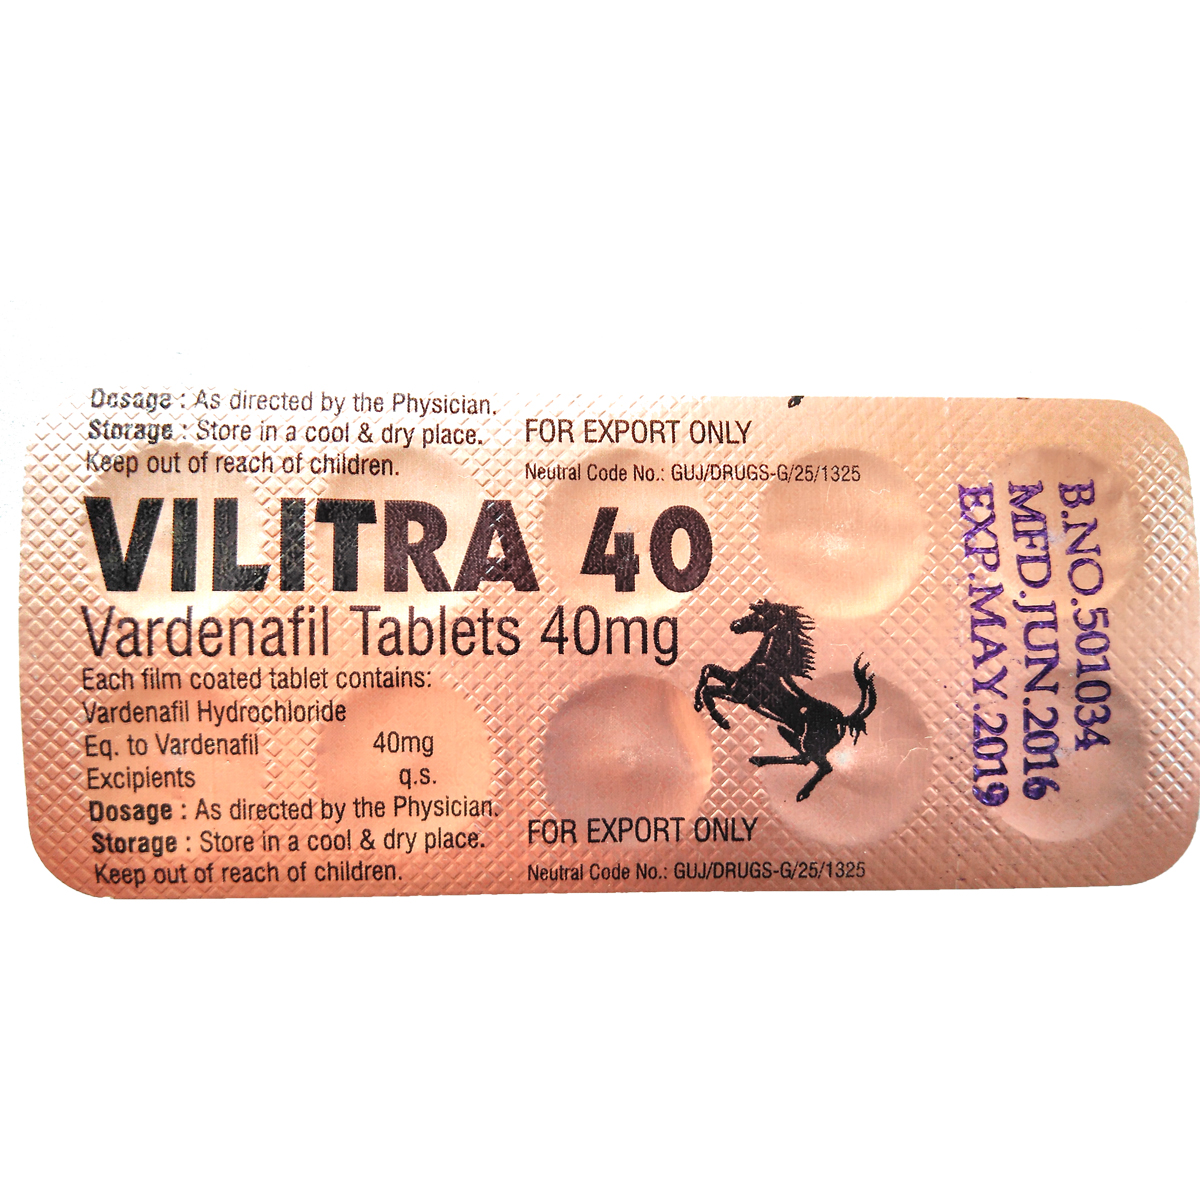 Dosage : As directed by the Physician.
Storage : Store in a cool & dry place.
Keep out of reach of children.
FOR EXPORT ONLY
Neutral Code No.: GUJ/DRUGS-G/25/1325
VILITRA 40
Vardenafil Tablets 40mg
Each film coated tablet contains:
Vardenafil Hydrochloride
Eq. to Vardenafil 40mg
Excipients q.s.
Dosage : As directed by the Physician.
Storage : Store in a cool & dry place.
Keep out of reach of children.
FOR EXPORT ONLY
Neutral Code No.: GUJ/DRUGS-G/25/1325
B.NO.501034
MFD.JUN.2016
EXP.MAY.2019